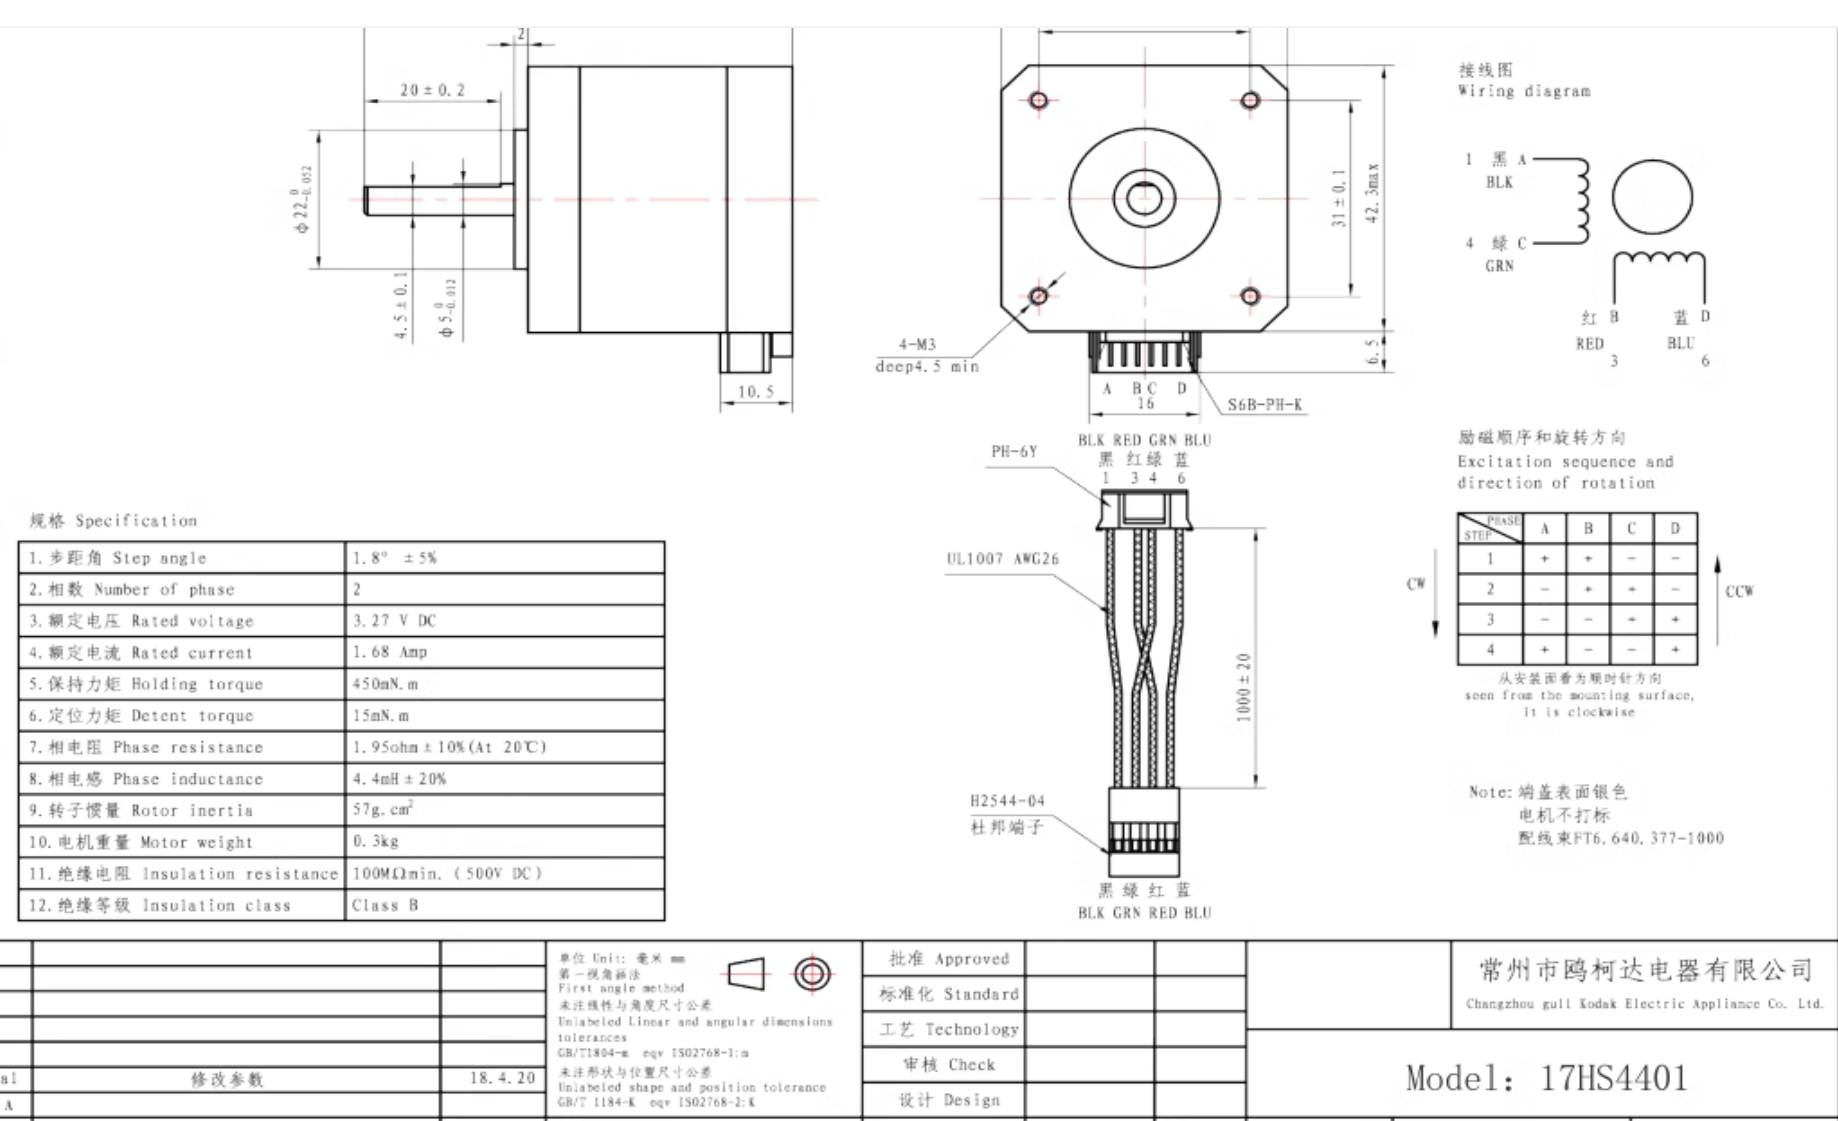 2
20±0.2
φ22 0 -0.052
4.5±0.1
φ5 0 -0.012
10.5
31±0.1
42.3max
6.5
4-M3
deep4.5 min
A B C D
16
S6B-PH-K
BLK RED GRN BLU
黑 红 绿 蓝
1 3 4 6
PH-6Y
UL1007 AWG26
1000±20
H2544-04
杜邦端子
黑 绿 红 蓝
BLK GRN RED BLU
接线图
Wiring diagram
1 黑 A
BLK
4 绿 C
GRN
红 B 蓝 D
RED BLU
3 6
励磁顺序和旋转方向
Excitation sequence and
direction of rotation
PHASE
STEP A B C D
1 + + - -
2 - + + -
3 - - + +
4 + - - +
CW
CCW
从安装面看为顺时针方向
seen from the mounting surface,
it is clockwise
Note: 端盖表面银色
电机不打标
配线束FT6.640.377-1000
规格 Specification
1.步距角 Step angle 1.8° ±5%
2.相数 Number of phase 2
3.额定电压 Rated voltage 3.27 V DC
4.额定电流 Rated current 1.68 Amp
5.保持力矩 Holding torque 450mN.m
6.定位力矩 Detent torque 15mN.m
7.相电阻 Phase resistance 1.95ohm±10%(At 20℃)
8.相电感 Phase inductance 4.4mH±20%
9.转子惯量 Rotor inertia 57g.cm²
10.电机重量 Motor weight 0.3kg
11.绝缘电阻 Insulation resistance 100MΩmin. (500V DC)
12.绝缘等级 Insulation class Class B
al 修改参数 18.4.20
A
单位 Unit: 毫米 mm
第一视角画法
First angle method
未注线性与角度尺寸公差
Unlabeled Linear and angular dimensions
tolerances
GB/T1804-m eqv ISO2768-1:m
未注形状与位置尺寸公差
Unlabeled shape and position tolerance
GB/T 1184-K eqv ISO2768-2:K
批准 Approved
标准化 Standard
工艺 Technology
审核 Check
设计 Design
常州市鸥柯达电器有限公司
Changzhou gull Kodak Electric Appliance Co. Ltd.
Model: 17HS4401